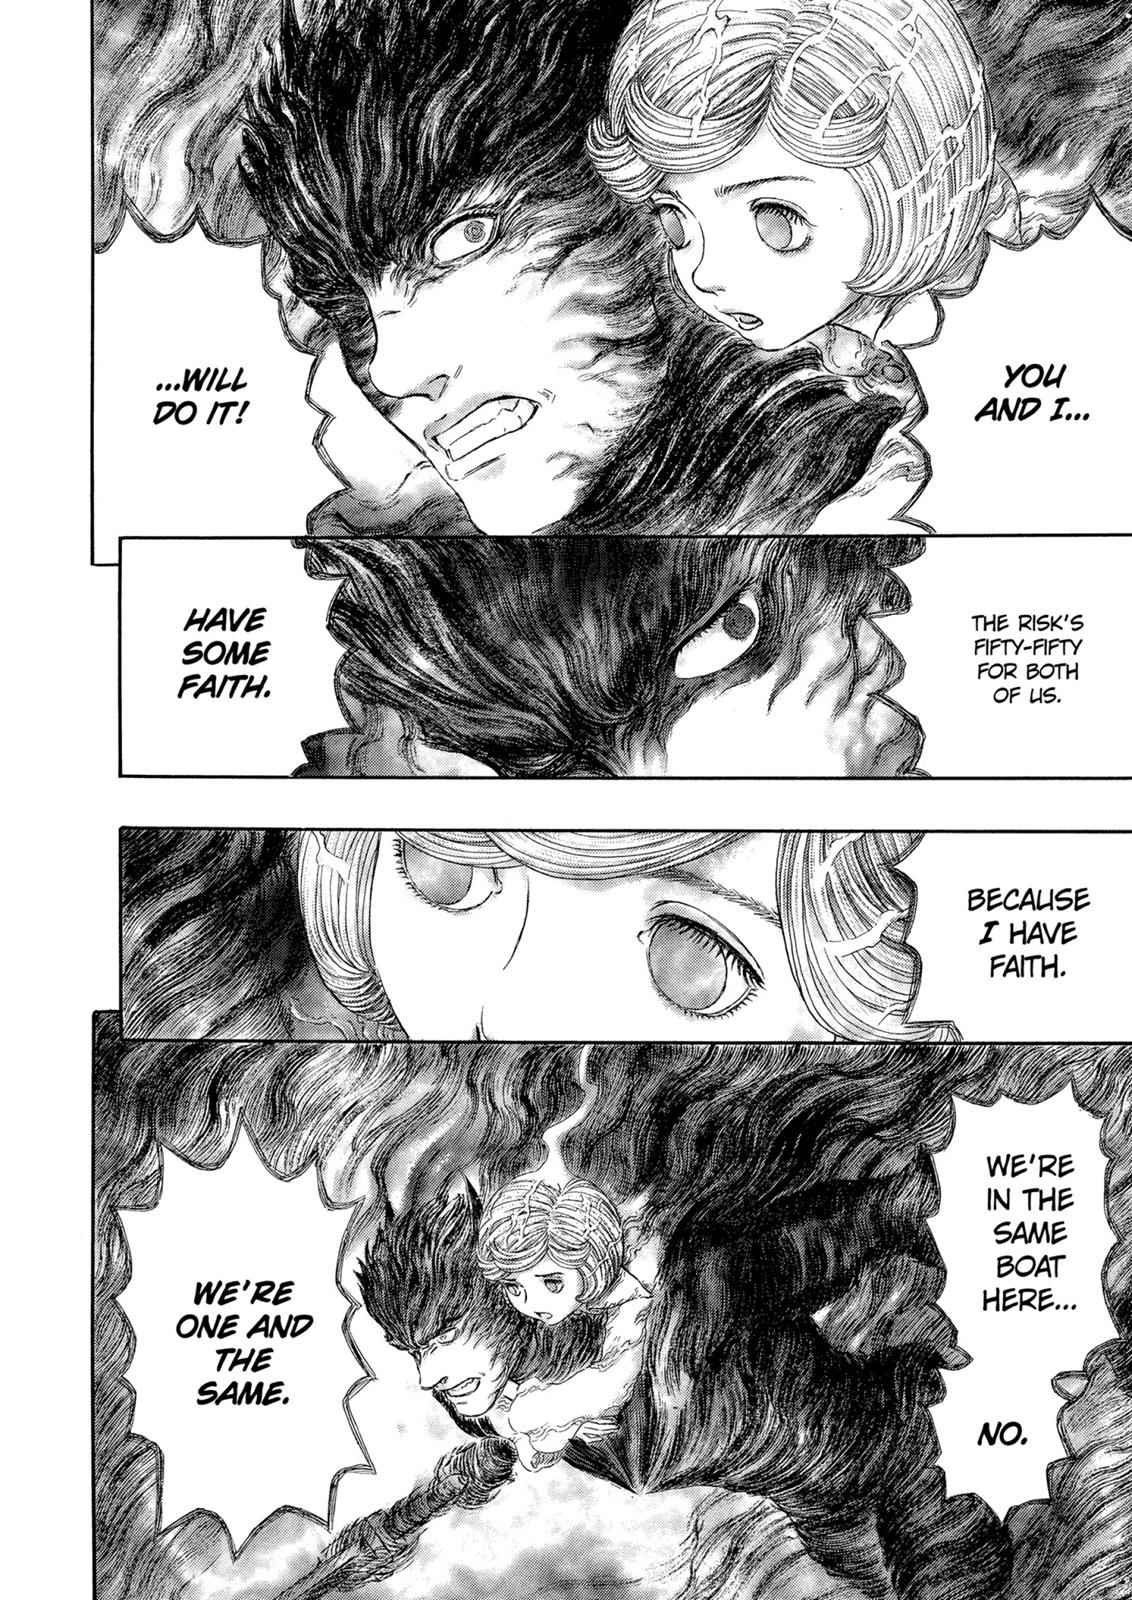 YOU
AND I...
...WILL
DO IT!
THE RISK'S
FIFTY-FIFTY
FOR BOTH
OF US.
HAVE
SOME
FAITH.
BECAUSE
I HAVE
FAITH.
WE'RE
IN THE
SAME
BOAT
HERE...
NO.
WE'RE
ONE AND
THE
SAME.